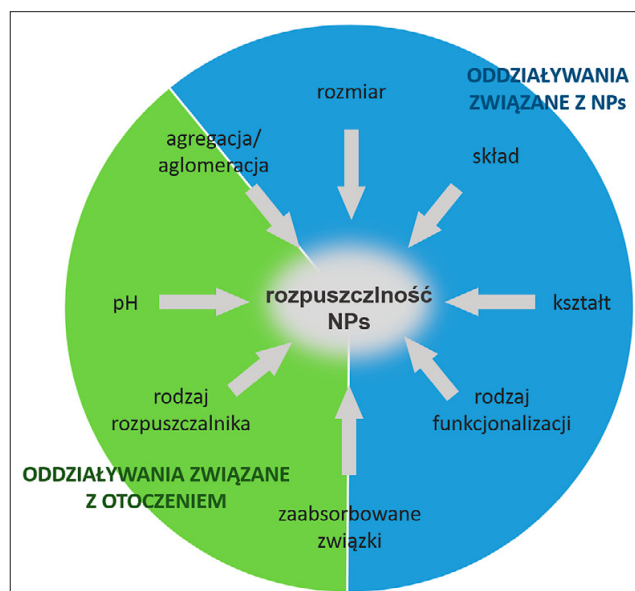 ODDZIAŁYWANIA
ZWIĄZANE Z NPs
rozmiar
agregacja/
aglomeracja
skład
pH
rozpuszczlność
NPs
kształt
rodzaj
rozpuszczalnika
rodzaj
funkcjonalizacji
ODDZIAŁYWANIA ZWIĄZANE
Z OTOCZENIEM
zaabsorbowane
związki